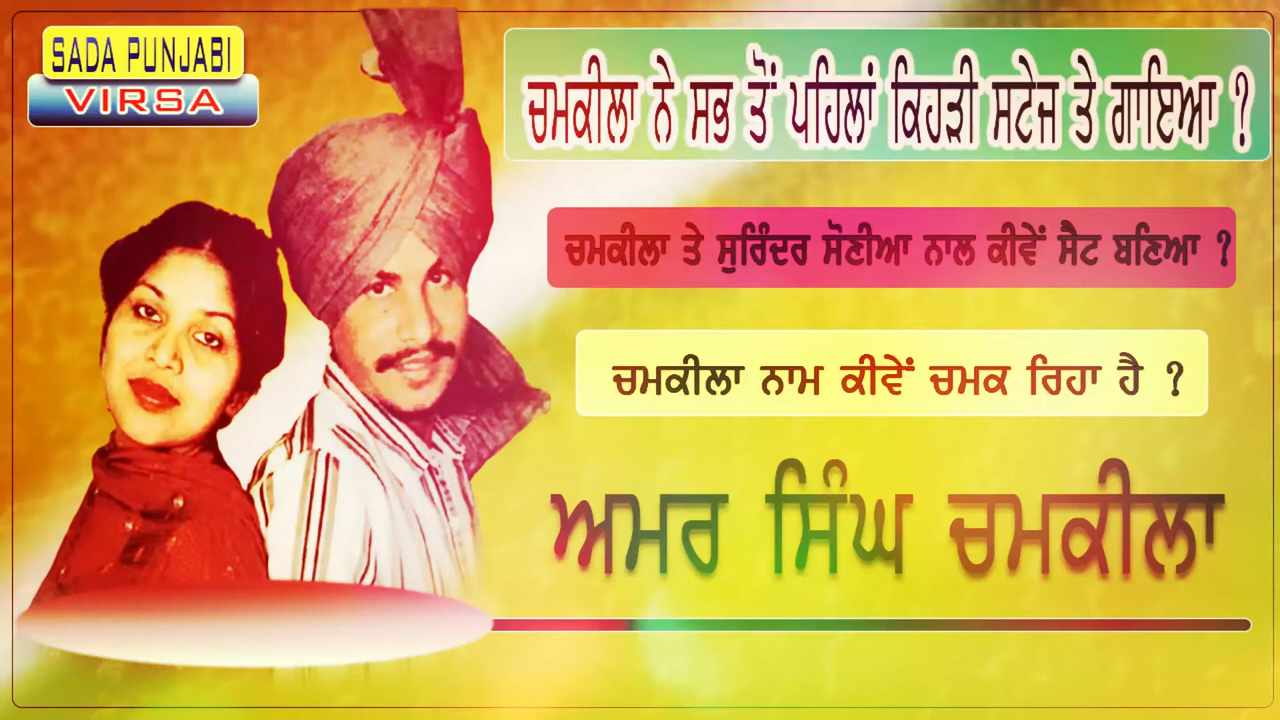 SADA PUNJABI
VIRSA
ਚਮਕੀਲਾ ਨੇ ਸਭ ਤੋਂ ਪਹਿਲਾਂ ਕਿਹੜੀ ਸਟੇਜ ਤੇ ਗਾਇਆ ?
ਚਮਕੀਲਾ ਤੇ ਸੁਰਿੰਦਰ ਸੋਣੀਆ ਨਾਲ ਕੀਵੇਂ ਸੈਟ ਬਣਿਆ ?
ਚਮਕੀਲਾ ਨਾਮ ਕੀਵੇਂ ਚਮਕ ਰਿਹਾ ਹੈ ?
ਅਮਰ ਸਿੰਘ ਚਮਕੀਲਾ